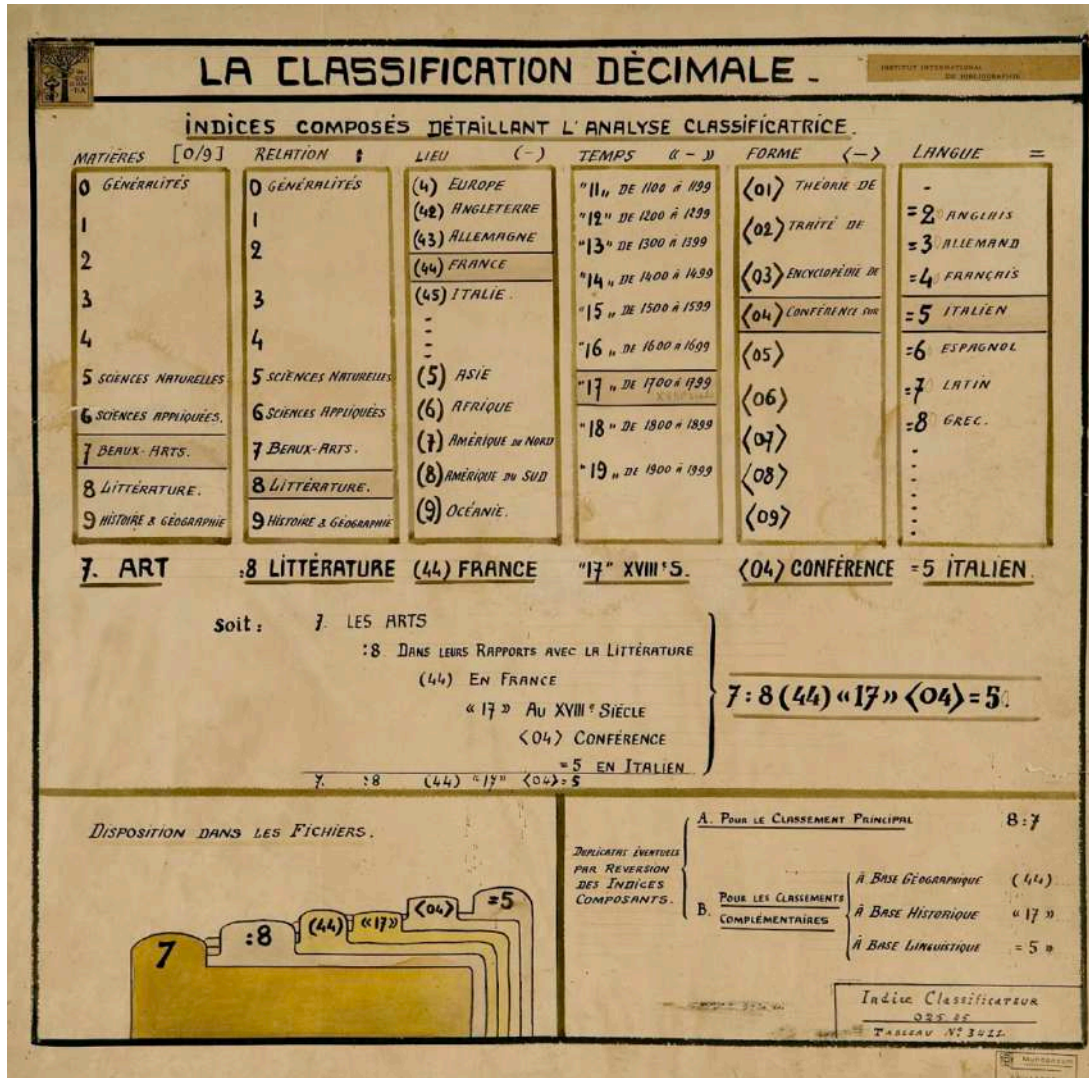 LA CLASSIFICATION DÈCIMALE -
INSTITUT INTERNATIONAL
DE BIBLIOGRAPHIE
INDICES COMPOSÉS DÉTAILLANT L'ANALYSE CLASSIFICATRICE.
MATIÈRES [0/9]
0 GÉNÉRALITÉS
1
2
3
4
5 SCIENCES NATURELLES
6 SCIENCES APPLIQUÉES.
7 BEAUX-ARTS.
8 LITTÉRATURE.
9 HISTOIRE & GÉOGRAPHIE
RELATION :
0 GÉNÉRALITÉS
1
2
3
4
5 SCIENCES NATURELLES
6 SCIENCES APPLIQUÉES
7 BEAUX-ARTS.
8 LITTÉRATURE.
9 HISTOIRE & GÉOGRAPHIE
LIEU (-)
(4) EUROPE
(42) ANGLETERRE
(43) ALLEMAGNE
(44) FRANCE
(45) ITALIE.
(5) ASIE
(6) AFRIQUE
(7) AMÉRIQUE DU NORD
(8) AMÉRIQUE DU SUD
(9) OCÉANIE.
TEMPS « - »
"11„ DE 1100 à 1199
"12" DE 1200 à 1299
"13" DE 1300 à 1399
"14„ DE 1400 à 1499
"15„ DE 1500 à 1599
"16„ DE 1600 à 1699
"17„ DE 1700 à 1799
"18" DE 1800 à 1899
"19„ DE 1900 à 1999
FORME <->
<01> THÉORIE DE
<02> TRAITÉ DE
<03> ENCYCLOPÉDIE DE
<04> CONFÉRENCE SUR
<05>
<06>
<07>
<08>
<09>
LANGUE =
-
=2 ANGLAIS
=3 ALLEMAND
=4 FRANÇAIS
=5 ITALIEN
=6 ESPAGNOL
=7 LATIN
=8 GREC.
7. ART :8 LITTÉRATURE (44) FRANCE "17" XVIIIᵉ S. <04> CONFÉRENCE =5 ITALIEN.
Soit : 7. LES ARTS
:8 DANS LEURS RAPPORTS AVEC LA LITTÉRATURE
(44) EN FRANCE
« 17 » AU XVIIIᵉ SIÈCLE
<04> CONFÉRENCE
=5 EN ITALIEN
7. :8 (44) "17" <04>=5
7:8(44)«17»<04>=5
DISPOSITION DANS LES FICHIERS.
7
:8
(44)
«17»
<04>
=5
DUPLICATAS ÉVENTUELS
PAR REVERSION
DES INDICES
COMPOSANTS.
A. POUR LE CLASSEMENT PRINCIPAL 8:7
B. POUR LES CLASSEMENTS
COMPLÉMENTAIRES
À BASE GÉOGRAPHIQUE (44)
À BASE HISTORIQUE « 17 »
À BASE LINGUISTIQUE = 5 »
Indice Classificateur
025.05
TABLEAU Nº 3422
MUNDANEUM